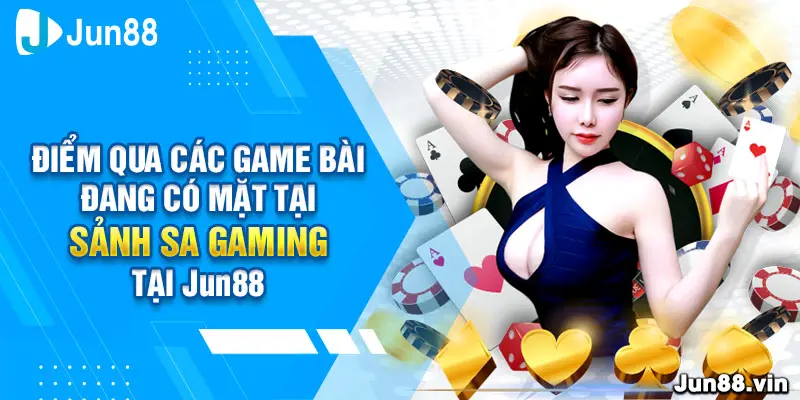 Jun88
ĐIỂM QUA CÁC GAME BÀI
ĐANG CÓ MẶT TẠI
SẢNH SA GAMING
TẠI Jun88
A
A
A
A
Jun88.vin